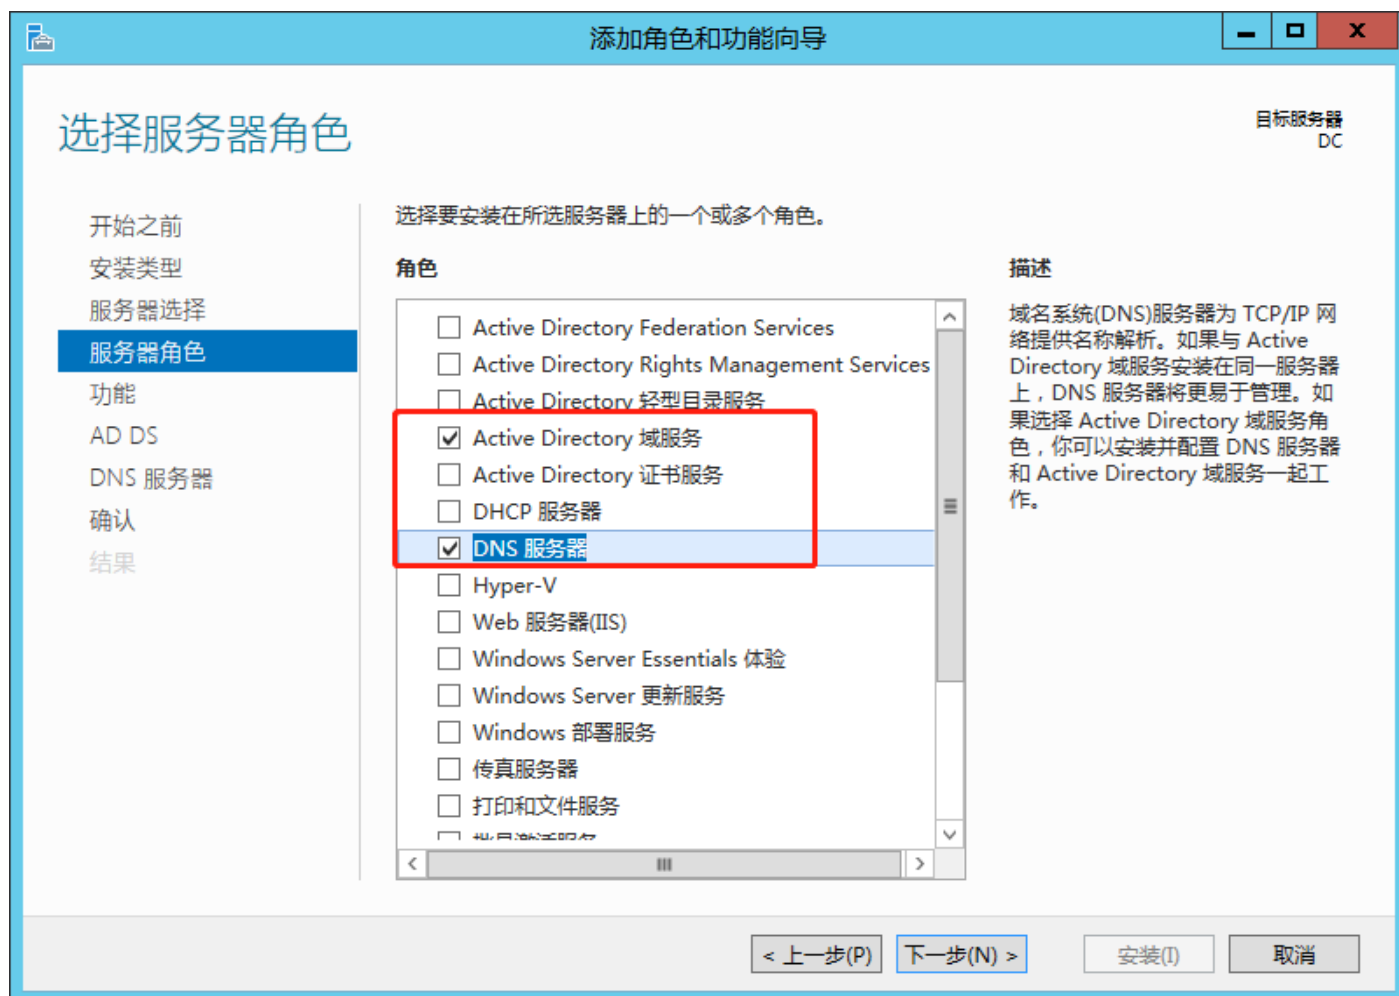 添加角色和功能向导
选择服务器角色
目标服务器
DC
开始之前
安装类型
服务器选择
服务器角色
功能
AD DS
DNS 服务器
确认
结果
选择要安装在所选服务器上的一个或多个角色。
角色
Active Directory Federation Services
Active Directory Rights Management Services
Active Directory 轻型目录服务
Active Directory 域服务
Active Directory 证书服务
DHCP 服务器
DNS 服务器
Hyper-V
Web 服务器(IIS)
Windows Server Essentials 体验
Windows Server 更新服务
Windows 部署服务
传真服务器
打印和文件服务
描述
域名系统(DNS)服务器为 TCP/IP 网
络提供名称解析。如果与 Active
Directory 域服务安装在同一服务器
上，DNS 服务器将更易于管理。如
果选择 Active Directory 域服务角
色，你可以安装并配置 DNS 服务器
和 Active Directory 域服务一起工
作。
< 上一步(P)
下一步(N) >
安装(I)
取消